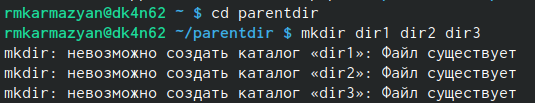 rmkarmazyan@dk4n62 ~ $ cd parentdir
rmkarmazyan@dk4n62 ~/parentdir $ mkdir dir1 dir2 dir3
mkdir: невозможно создать каталог «dir1»: Файл существует
mkdir: невозможно создать каталог «dir2»: Файл существует
mkdir: невозможно создать каталог «dir3»: Файл существует